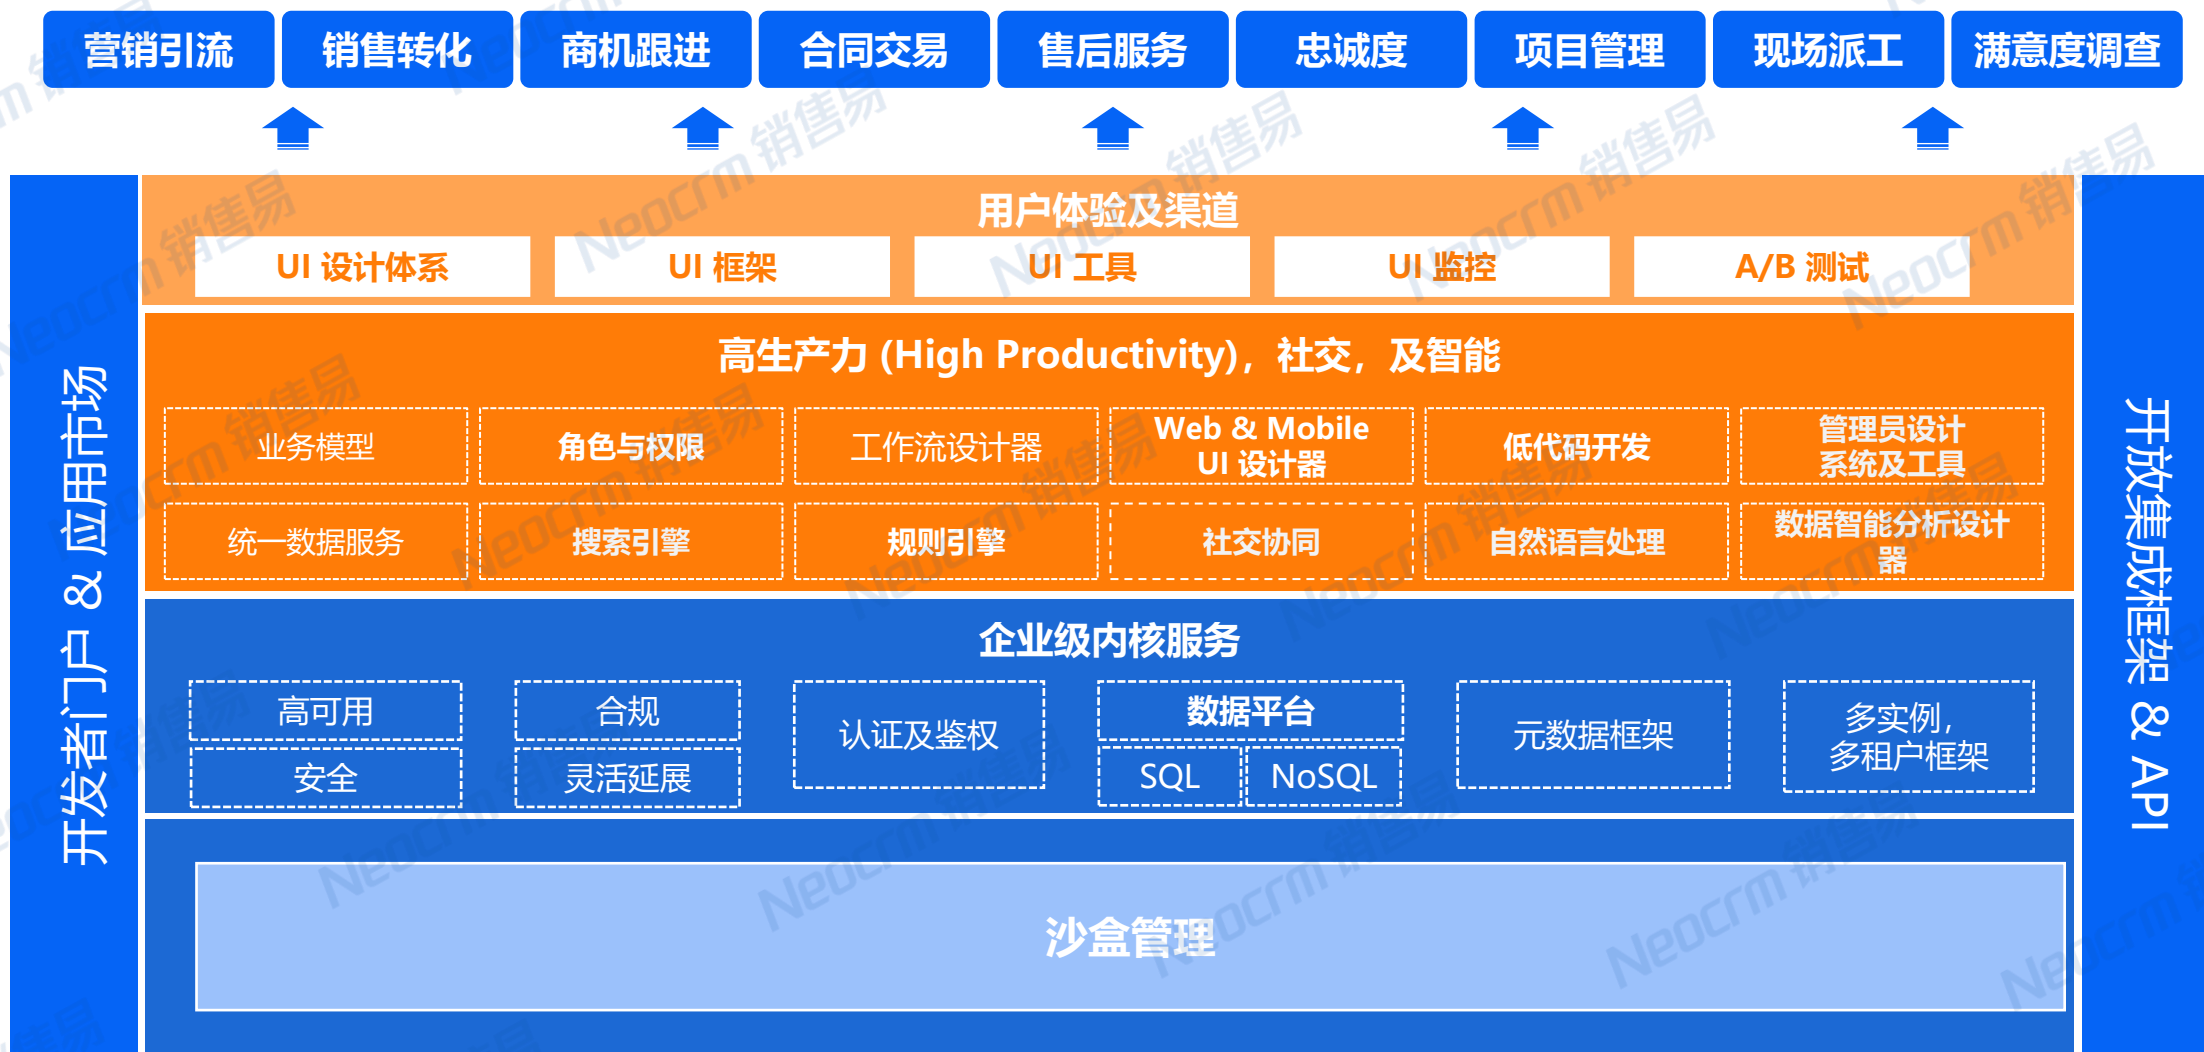 营销引流
销售转化
商机跟进
合同交易
售后服务
忠诚度
项目管理
现场派工
满意度调查
开发者门户 & 应用市场
用户体验及渠道
UI 设计体系
UI 框架
UI 工具
UI 监控
A/B 测试
高生产力 (High Productivity)，社交，及智能
业务模型
角色与权限
工作流设计器
Web & Mobile
UI 设计器
低代码开发
管理员设计
系统及工具
统一数据服务
搜索引擎
规则引擎
社交协同
自然语言处理
数据智能分析设计
器
企业级内核服务
高可用
安全
合规
灵活延展
认证及鉴权
数据平台
SQL
NoSQL
元数据框架
多实例，
多租户框架
沙盒管理
开放集成框架 & API
Neocrm 销售易